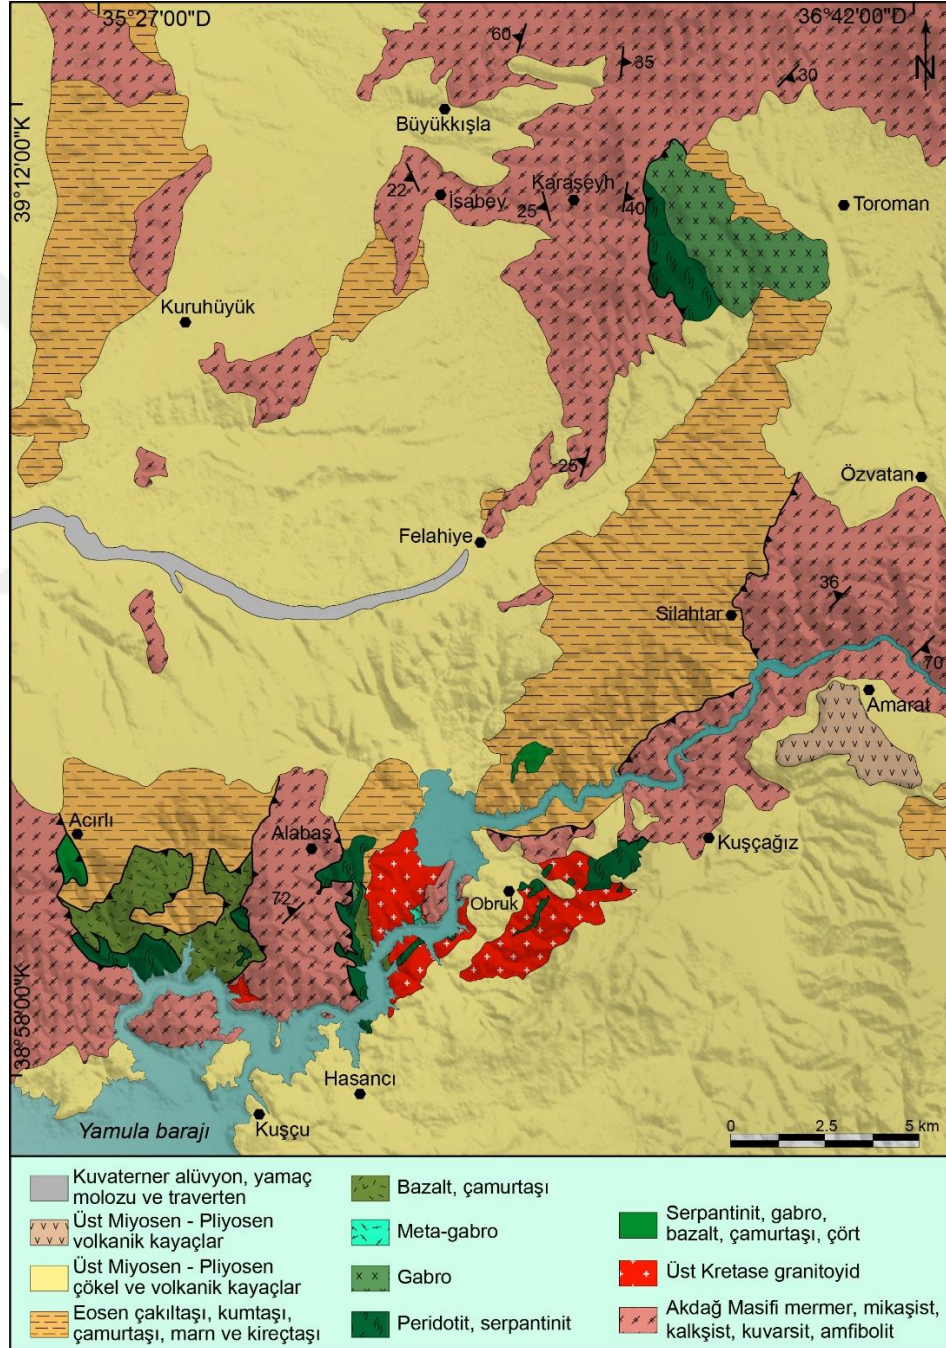 35°27'00"D
36°42'00"D
N
60
35
30
Büyükkışla
39°12'00"K
22
İsabey
Karaşeyh
25
40
Toroman
Kuruhüyük
25
Özvatan
Felahiye
36
Silahtar
70
Amarat
Acırlı
Alabaş
Kuşçağız
72
Obruk
38°58'00"K
Hasancı
Yamula barajı
Kuşçu
0 2.5 5 km
Kuvaterner alüvyon, yamaç
molozu ve traverten
Üst Miyosen - Pliyosen
volkanik kayaçlar
Üst Miyosen - Pliyosen
çökel ve volkanik kayaçlar
Eosen çakıltaşı, kumtaşı,
çamurtaşı, marn ve kireçtaşı
Bazalt, çamurtaşı
Meta-gabro
Gabro
Peridotit, serpantinit
Serpantinit, gabro,
bazalt, çamurtaşı, çört
Üst Kretase granitoyid
Akdağ Masifi mermer, mikaşist,
kalkşist, kuvarsit, amfibolit